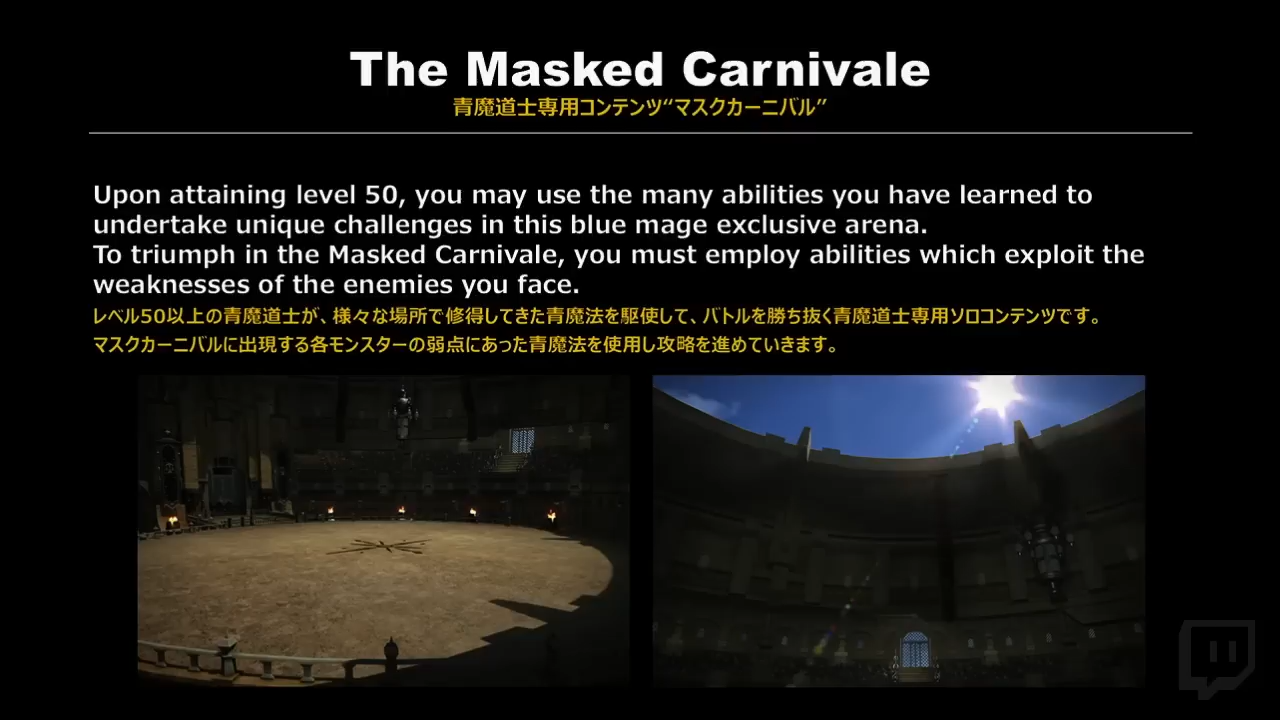 The Masked Carnivale
青魔道士専用コンテンツ“マスクカーニバル”
Upon attaining level 50, you may use the many abilities you have learned to
undertake unique challenges in this blue mage exclusive arena.
To triumph in the Masked Carnivale, you must employ abilities which exploit the
weaknesses of the enemies you face.
レベル50以上の青魔道士が、様々な場所で修得してきた青魔法を駆使して、バトルを勝ち抜く青魔道士専用ソロコンテンツです。
マスクカーニバルに出現する各モンスターの弱点にあった青魔法を使用し攻略を進めていきます。